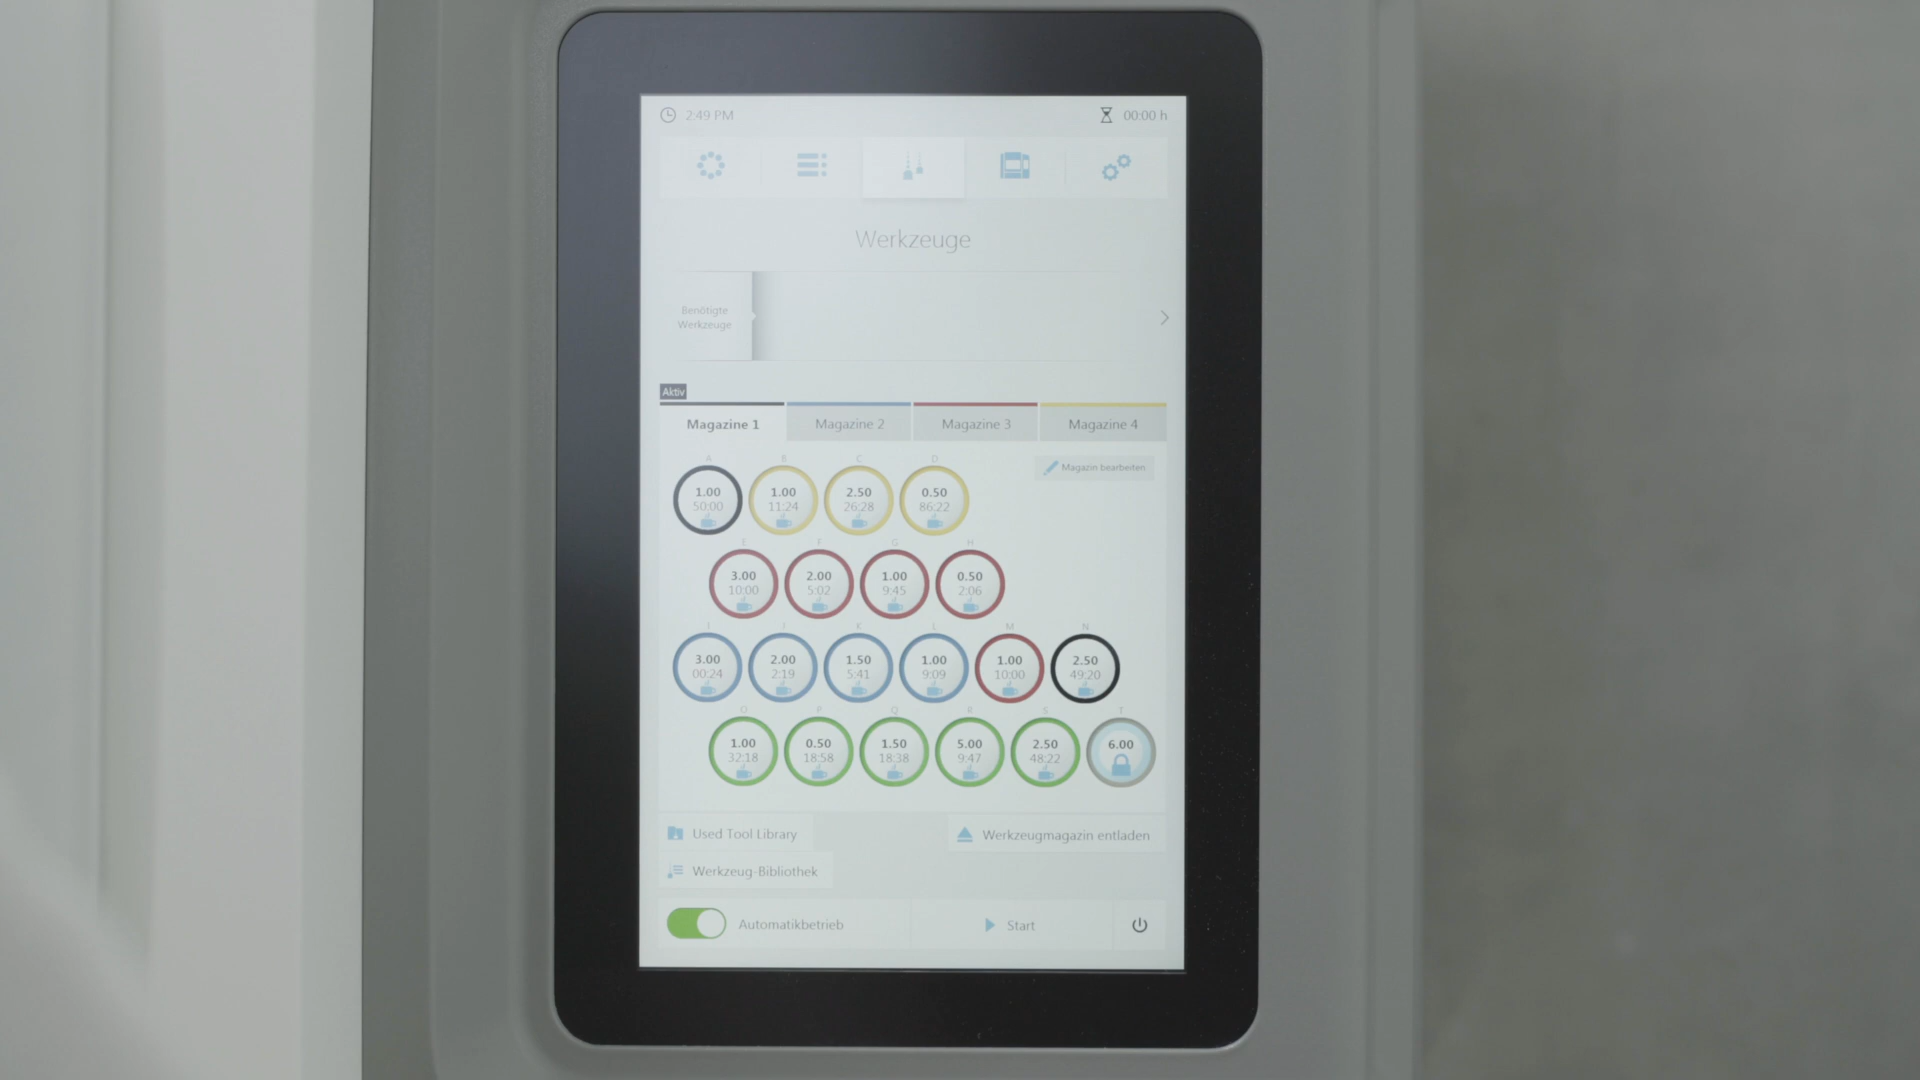 2:49 PM
00:00 h
Werkzeuge
Benötigte
Werkzeuge
Aktiv
Magazine 1
Magazine 2
Magazine 3
Magazine 4
Magazin bearbeiten
A B C D
1.00 1.00 2.50 0.50
50:00 11:24 26:28 86:22
E F G H
3.00 2.00 1.00 0.50
10:00 5:02 9:45 2:06
I J K L M N
3.00 2.00 1.50 1.00 1.00 2.50
00:24 2:19 5:41 9:09 10:00 49:20
O P Q R S T
1.00 0.50 1.50 5.00 2.50 6.00
32:18 18:58 18:38 9:47 48:22
Used Tool Library
Werkzeugmagazin entladen
Werkzeug-Bibliothek
Automatikbetrieb
Start